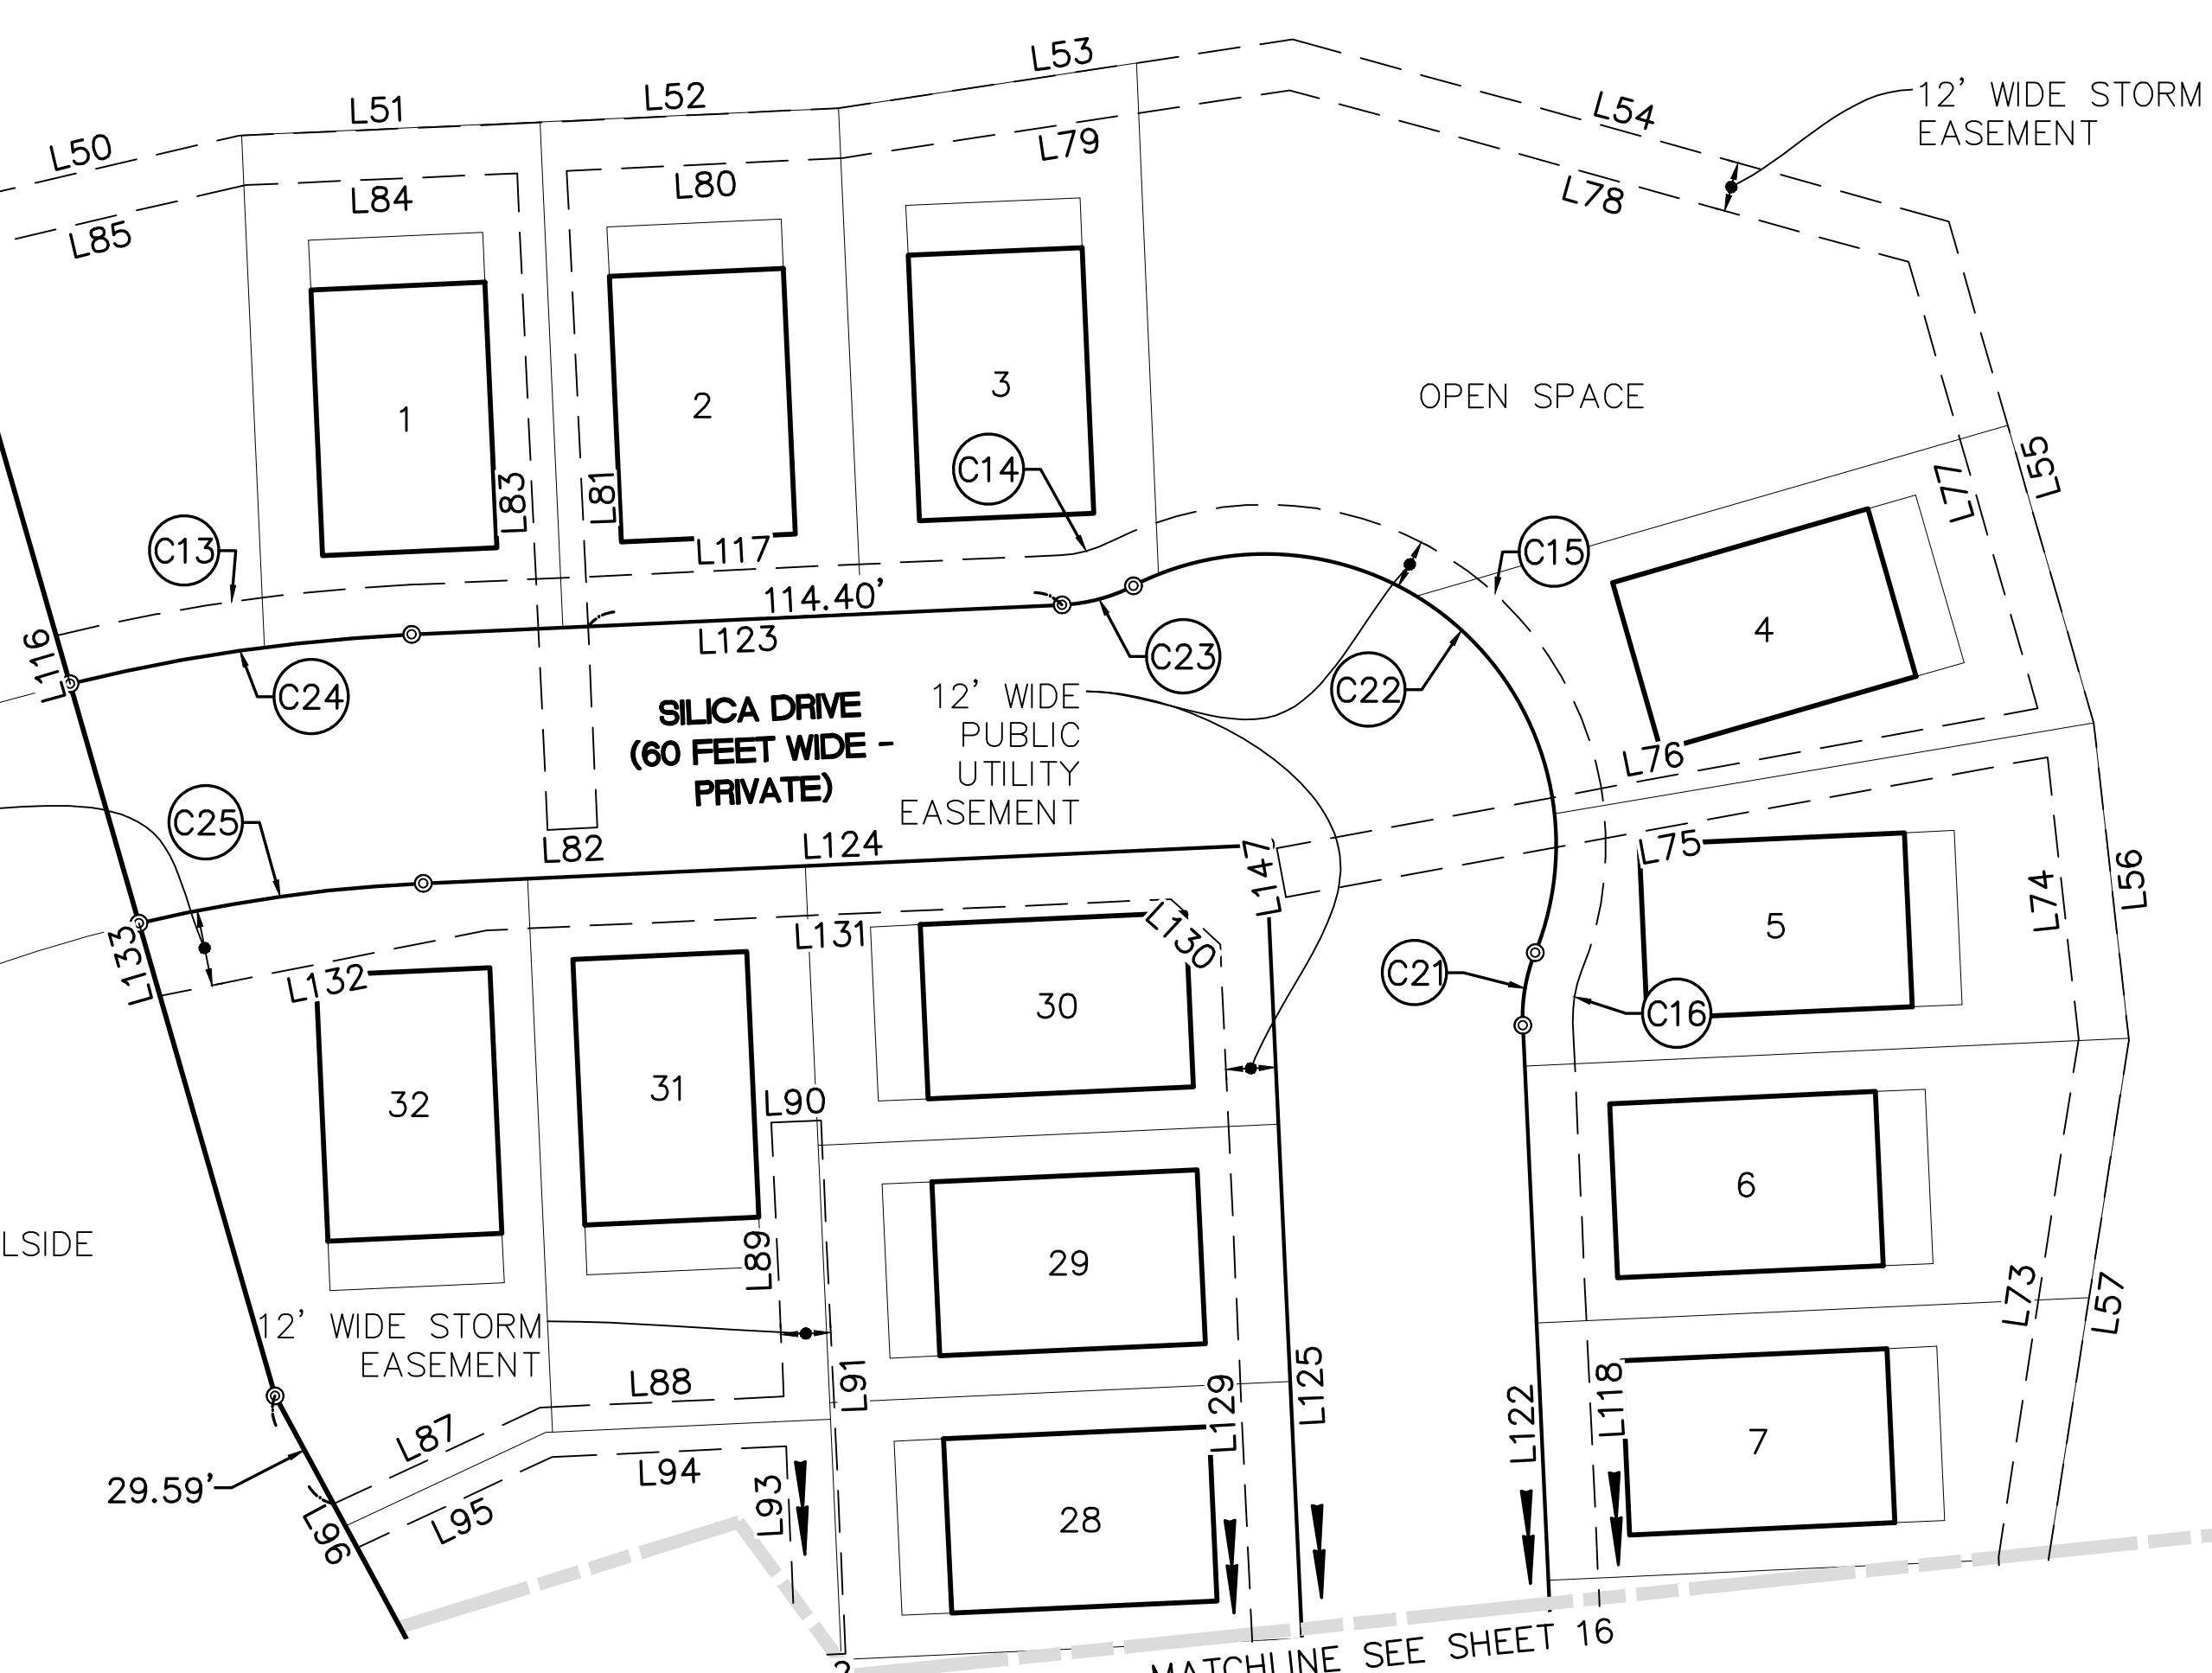 L53
L52
L51
L50
L54
12' WIDE STORM
EASEMENT
L79
L80
L84
L78
L85
OPEN SPACE
1
2
3
C14
L83
L81
L77
L55
C13
L117
C15
114.40'
L123
4
L116
C24
C23
C22
SILICA DRIVE
(60 FEET WIDE -
PRIVATE)
12' WIDE
PUBLIC
UTILITY
EASEMENT
L76
C25
L82
L124
L147
L75
L74
L56
L133
L132
L131
L130
30
5
C21
C16
32
31
L90
6
29
LSIDE
L89
12' WIDE STORM
EASEMENT
L73
L57
L88
L91
L129
L125
L122
L118
L87
7
29.59'
L94
L93
L95
L96
28
MATCHLINE SEE SHEET 16